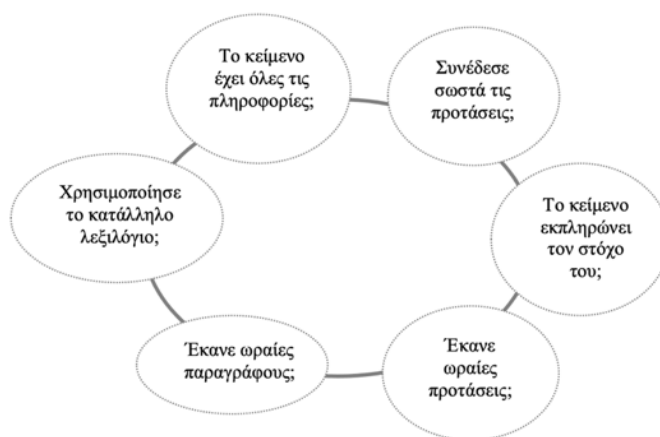 Το κείμενο
έχει όλες τις
πληροφορίες;
Συνέδεσε
σωστά τις
προτάσεις;
Το κείμενο
εκπληρώνει
τον στόχο
του;
Έκανε
ωραίες
προτάσεις;
Έκανε ωραίες
παραγράφους;
Χρησιμοποίησε
το κατάλληλο
λεξιλόγιο;